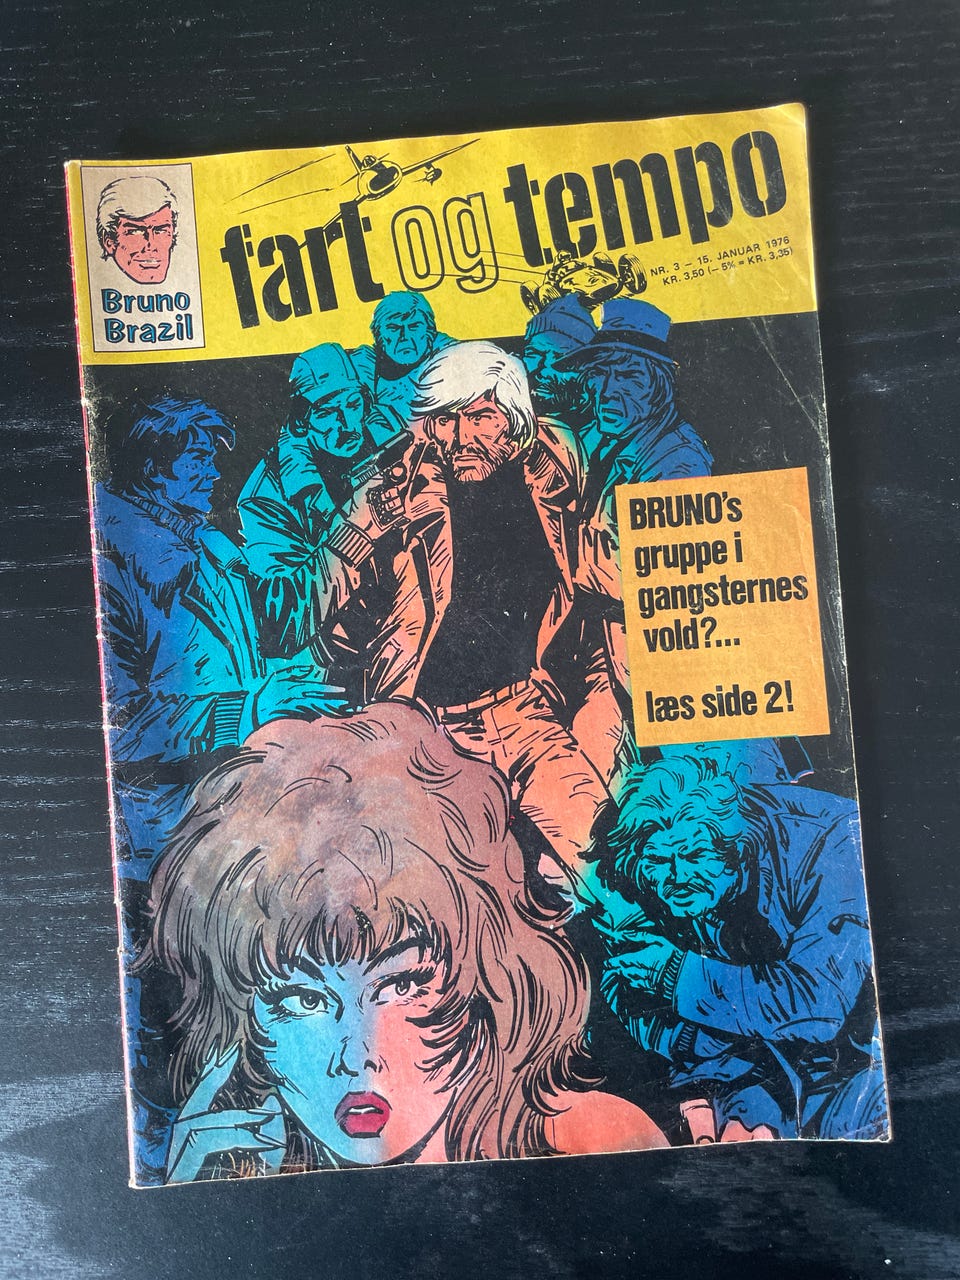 Bruno
Brazil
fart og tempo
NR. 3 – 15. JANUAR 1976
KR. 3,50 (– 5% = KR. 3,35)
BRUNO's
gruppe i
gangsternes
vold?...
læs side 2!